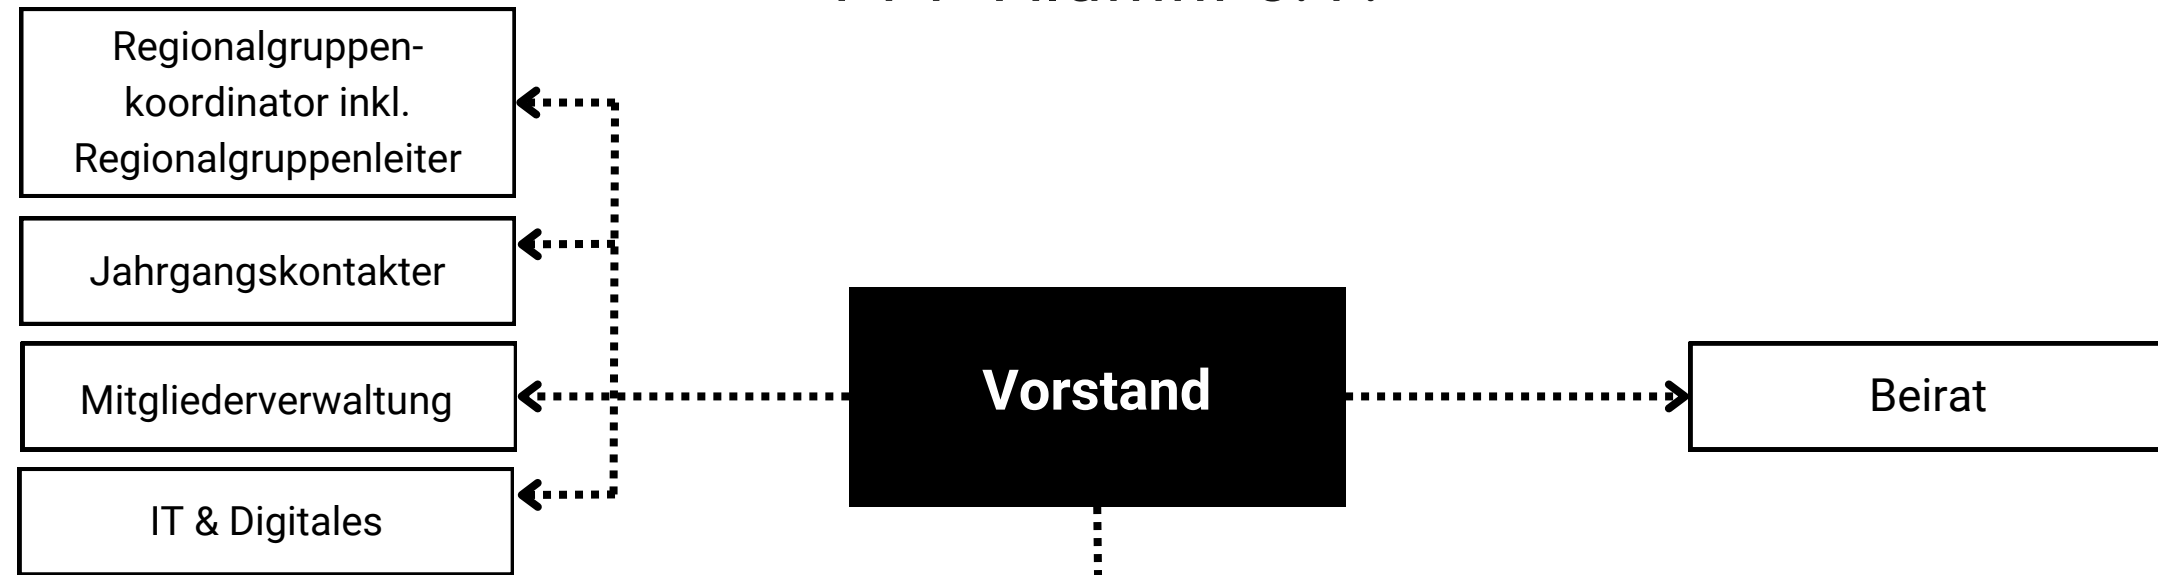 Regionalgruppen-
koordinator inkl.
Regionalgruppenleiter
Jahrgangskontakter
Mitgliederverwaltung
IT & Digitales
Vorstand
Beirat